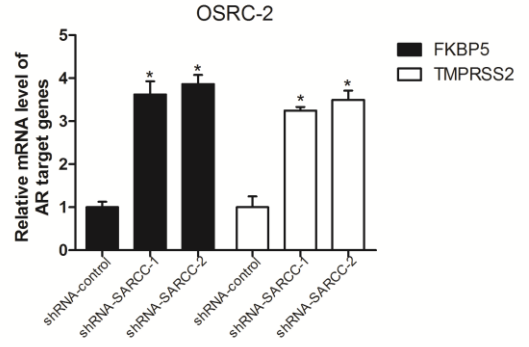 OSRC-2
FKBP5
TMPRSS2
Relative mRNA level of
AR target genes
5
4
3
2
1
0
* * * *
shRNA-control
shRNA-SARCC-1
shRNA-SARCC-2
shRNA-control
shRNA-SARCC-1
shRNA-SARCC-2